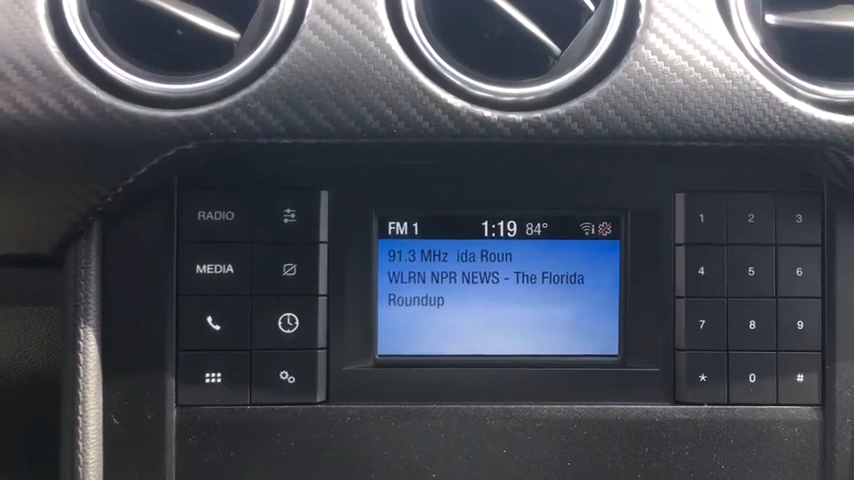 FM 1 1:19 84°
91.3 MHz ida Roun
WLRN NPR NEWS - The Florida
Roundup
RADIO
MEDIA
1 2 3
4 5 6
7 8 9
* 0 #